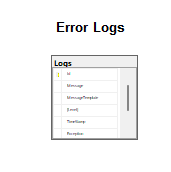 Error Logs
Logs
Id
Message
MessageTemplate
[Level]
TimeStamp
Exception